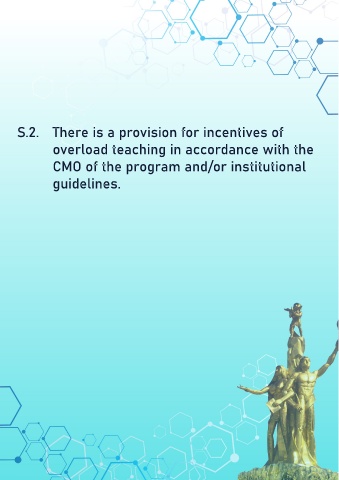 S.2. There is a provision for incentives of
overload teaching in accordance with the
CMO of the program and/or institutional
guidelines.